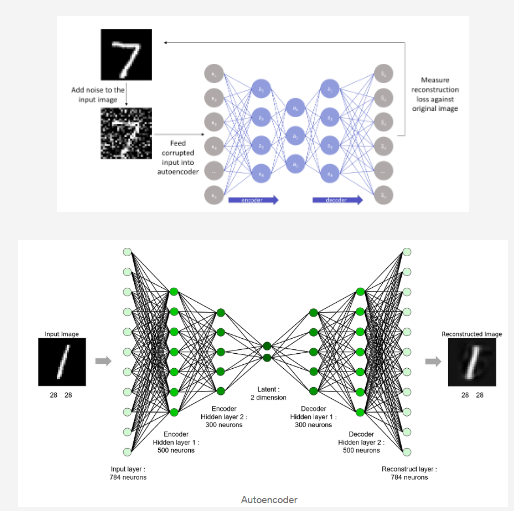 Add noise to the
input image
Feed
corrupted
input into
autoencoder
encoder
decoder
Measure
reconstruction
loss against
original image
Input Image
28 28
Input layer :
784 neurons
Encoder
Hidden layer 1 :
500 neurons
Encoder
Hidden layer 2 :
300 neurons
Latent :
2 dimension
Decoder
Hidden layer 1 :
300 neurons
Decoder
Hidden layer 2 :
500 neurons
Reconstruct layer :
784 neurons
Reconstructed Image
28 28
Autoencoder